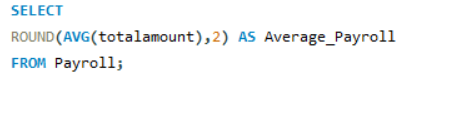 SELECT
ROUND(AVG(totalamount),2) AS Average_Payroll
FROM Payroll;